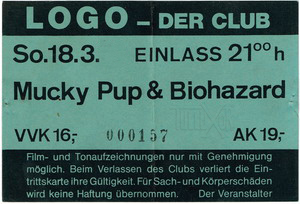 LOGO – DER CLUB
So.18.3. EINLASS 21ººh
Mucky Pup & Biohazard
VVK 16,- 000157 AK 19,-
Film- und Tonaufzeichnungen nur mit Genehmigung
möglich. Beim Verlassen des Clubs verliert die Ein-
trittskarte ihre Gültigkeit. Für Sach- und Körperschäden
wird keine Haftung übernommen. Der Veranstalter